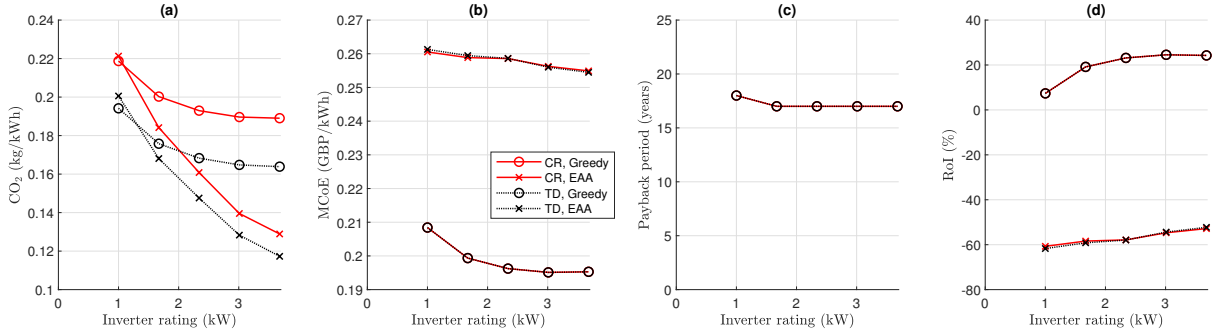 (a)
0.24
0.22
0.2
0.18
0.16
0.14
0.12
0.1
0
1
2
3
CO2 (kg/kWh)
Inverter rating (kW)
(b)
0.27
0.26
0.25
0.24
0.23
0.22
0.21
0.2
0.19
0
1
2
3
MCoE (GBP/kWh)
Inverter rating (kW)
CR, Greedy
CR, EAA
TD, Greedy
TD, EAA
(c)
25
20
15
10
5
0
0
1
2
3
Payback period (years)
Inverter rating (kW)
(d)
40
20
0
-20
-40
-60
-80
0
1
2
3
RoI (%)
Inverter rating (kW)